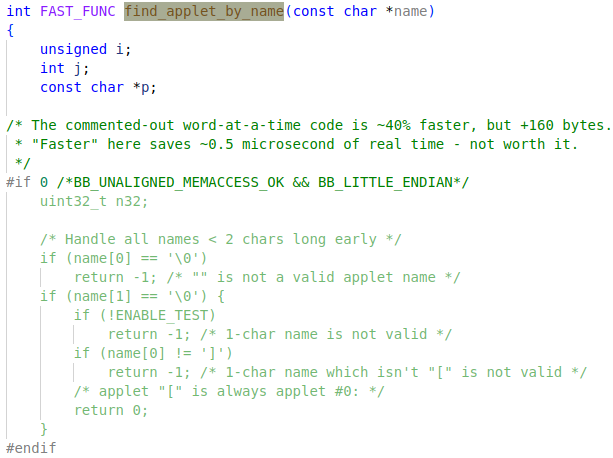 int FAST_FUNC find_applet_by_name(const char *name)
{
    unsigned i;
    int j;
    const char *p;

/* The commented-out word-at-a-time code is ~40% faster, but +160 bytes.
 * "Faster" here saves ~0.5 microsecond of real time - not worth it.
 */
#if 0 /*BB_UNALIGNED_MEMACCESS_OK && BB_LITTLE_ENDIAN*/
    uint32_t n32;

    /* Handle all names < 2 chars long early */
    if (name[0] == '\0')
        return -1; /* "" is not a valid applet name */
    if (name[1] == '\0') {
        if (!ENABLE_TEST)
            return -1; /* 1-char name is not valid */
        if (name[0] != ']')
            return -1; /* 1-char name which isn't "[" is not valid */
        /* applet "[" is always applet #0: */
        return 0;
    }
#endif